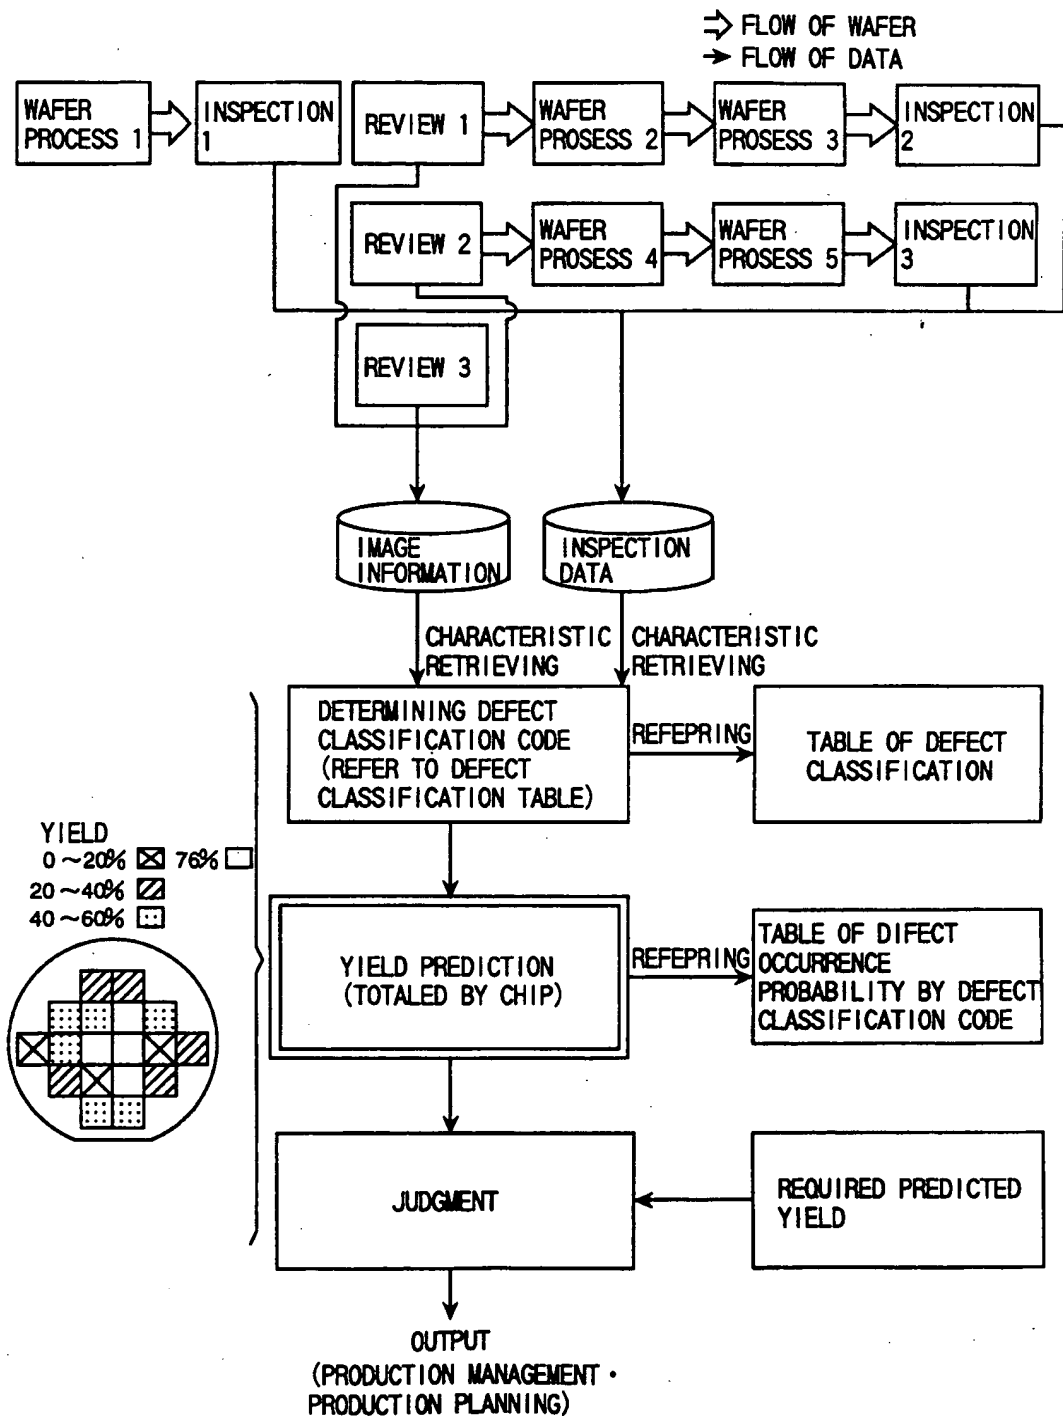 FLOW OF WAFER
FLOW OF DATA
WAFER
PROCESS 1
INSPECTION
1
REVIEW 1
WAFER
PROSESS 2
WAFER
PROSESS 3
INSPECTION
2
REVIEW 2
WAFER
PROSESS 4
WAFER
PROSESS 5
INSPECTION
3
REVIEW 3
IMAGE
INFORMATION
INSPECTION
DATA
CHARACTERISTIC
RETRIEVING
CHARACTERISTIC
RETRIEVING
DETERMINING DEFECT
CLASSIFICATION CODE
(REFER TO DEFECT
CLASSIFICATION TABLE)
REFEPRING
TABLE OF DEFECT
CLASSIFICATION
YIELD
0~20% 76%
20~40%
40~60%
YIELD PREDICTION
(TOTALED BY CHIP)
REFEPRING
TABLE OF DIFECT
OCCURRENCE
PROBABILITY BY DEFECT
CLASSIFICATION CODE
JUDGMENT
REQUIRED PREDICTED
YIELD
OUTPUT
(PRODUCTION MANAGEMENT・
PRODUCTION PLANNING)